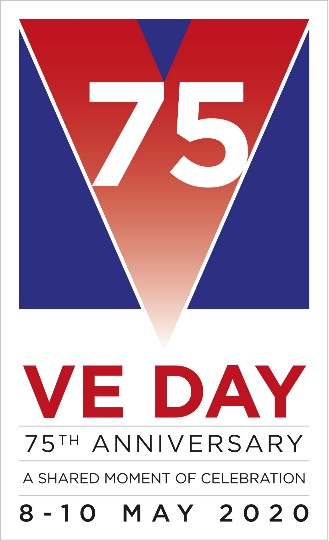 75
VE DAY
75TH ANNIVERSARY
A SHARED MOMENT OF CELEBRATION
8-10 MAY 2020